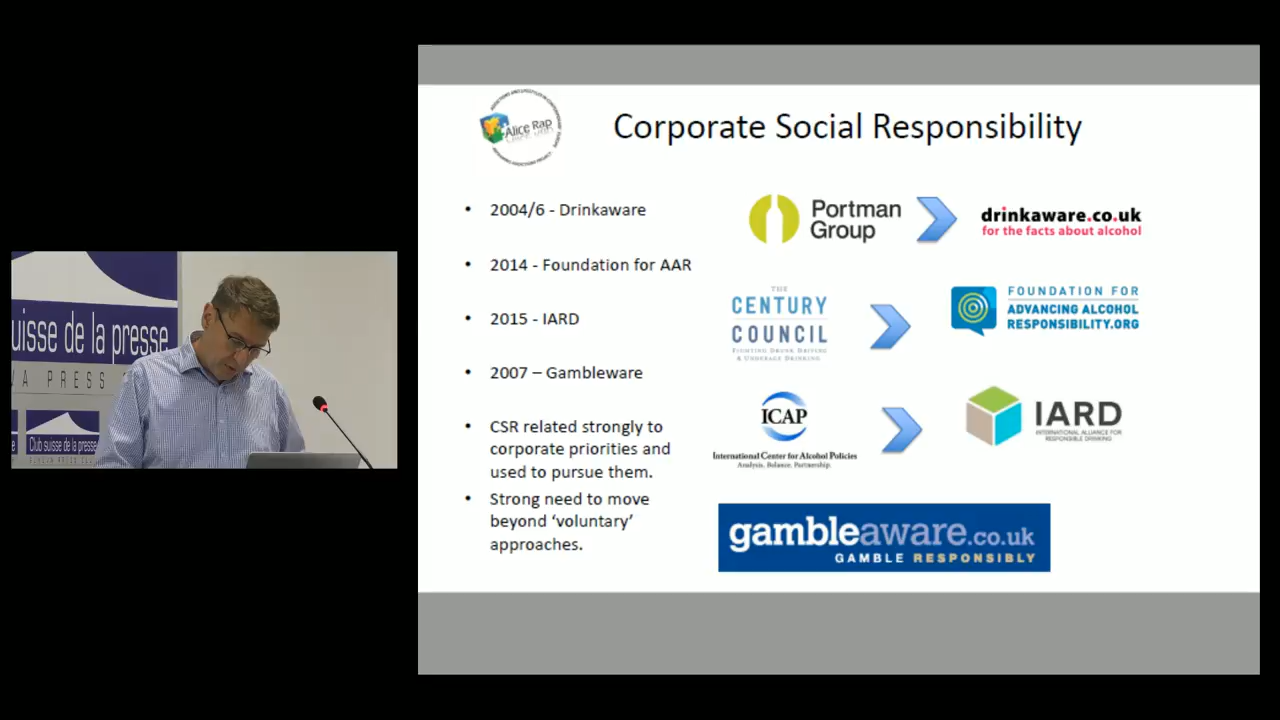 uisse de la presse
VA PRESS
Club suisse de la presse
Alice Rap
Corporate Social Responsibility
• 2004/6 - Drinkaware
• 2014 - Foundation for AAR
• 2015 - IARD
• 2007 – Gambleware
• CSR related strongly to
corporate priorities and
used to pursue them.
• Strong need to move
beyond ‘voluntary’
approaches.
Portman
Group
drinkaware.co.uk
for the facts about alcohol
THE
CENTURY
COUNCIL
FIGHTING DRUNK DRIVING
& UNDERAGE DRINKING
FOUNDATION FOR
ADVANCING ALCOHOL
RESPONSIBILITY.ORG
ICAP
International Center for Alcohol Policies
Analysis. Balance. Partnership.
IARD
INTERNATIONAL ALLIANCE FOR
RESPONSIBLE DRINKING
gambleaware.co.uk
GAMBLE RESPONSIBLY